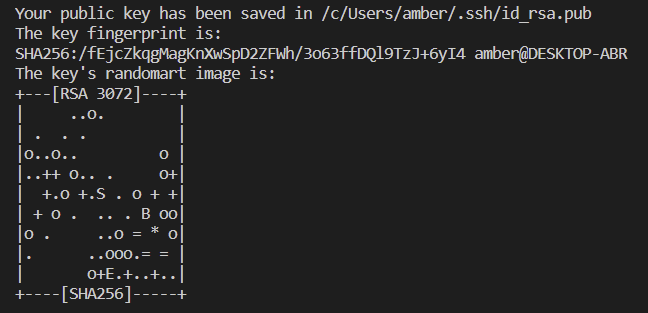 Your public key has been saved in /c/Users/amber/.ssh/id_rsa.pub
The key fingerprint is:
SHA256:/fEjcZkqgMagKnXwSpD2ZFWh/3o63ffDQl9TzJ+6yI4 amber@DESKTOP-ABR
The key's randomart image is:
+---[RSA 3072]----+
|     ..o.        |
| .  . .          |
|o..o..         o |
|..++ o.. .     o+|
|  +.o +.S . o + +|
| + o .  .. . B oo|
|o .     ..o = * o|
|.      ..ooo.= = |
|       o+E.+..+..|
+----[SHA256]-----+